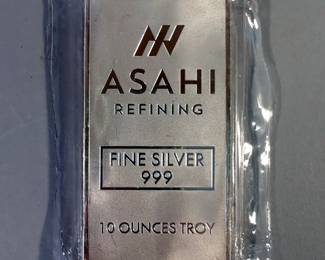 ASAHI
REFINING
FINE SILVER
999
10 OUNCES TROY